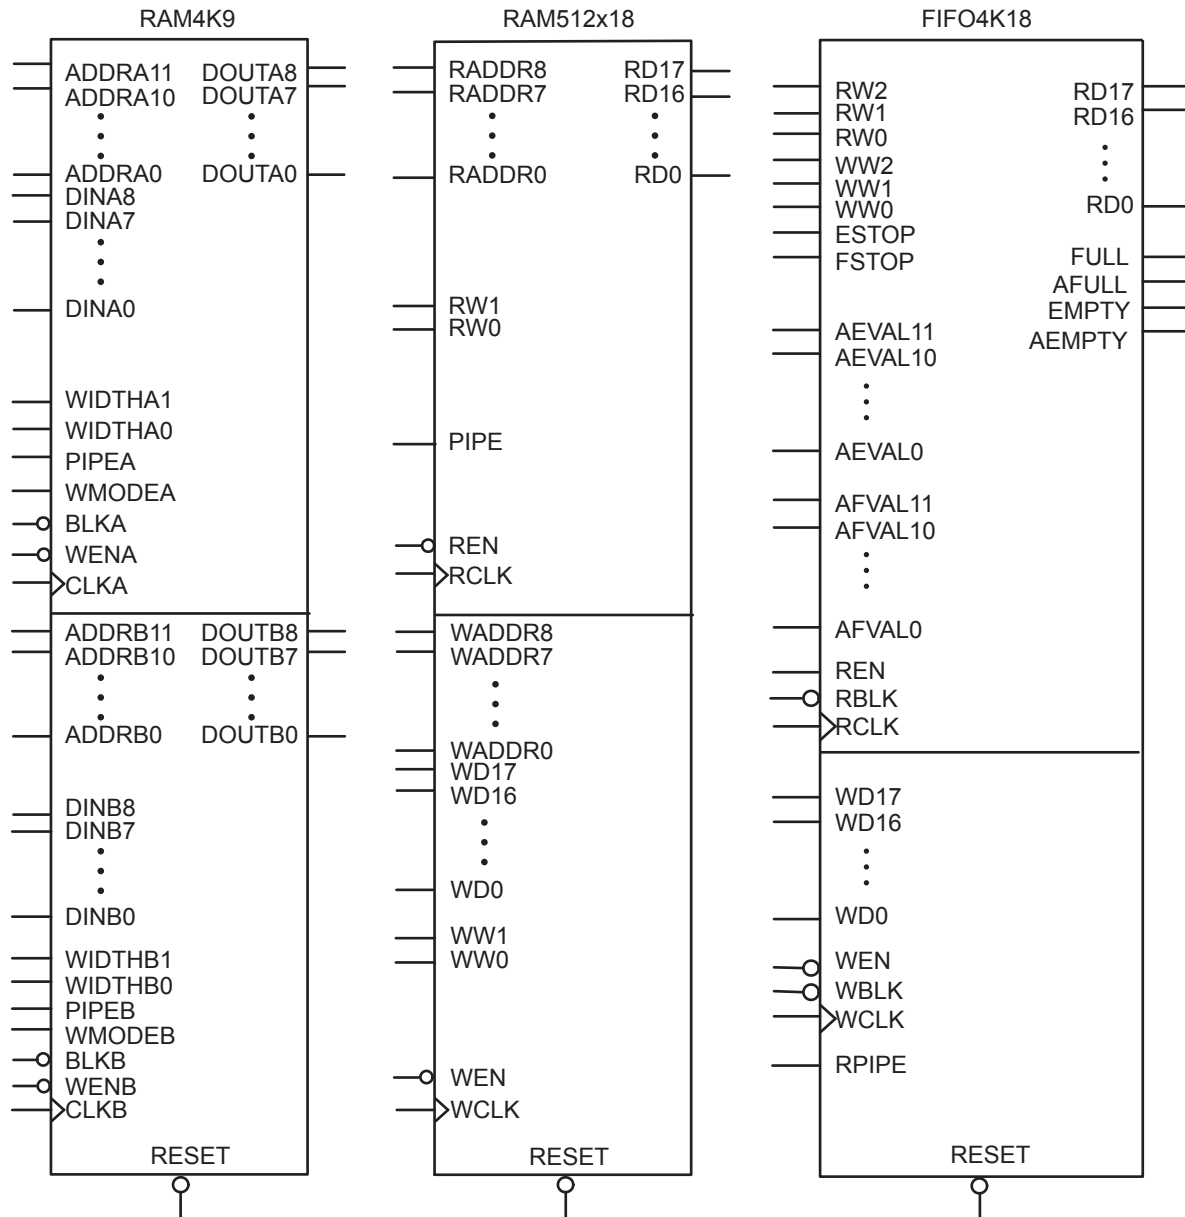 RAM4K9
ADDRA11 DOUTA8
ADDRA10 DOUTA7
ADDRA0 DOUTA0
DINA8
DINA7
DINA0
WIDTHA1
WIDTHA0
PIPEA
WMODEA
BLKA
WENA
CLKA
ADDRB11 DOUTB8
ADDRB10 DOUTB7
ADDRB0 DOUTB0
DINB8
DINB7
DINB0
WIDTHB1
WIDTHB0
PIPEB
WMODEB
BLKB
WENB
CLKB
RESET
RAM512x18
RADDR8 RD17
RADDR7 RD16
RADDR0 RD0
RW1
RW0
PIPE
REN
RCLK
WADDR8
WADDR7
WADDR0
WD17
WD16
WD0
WW1
WW0
WEN
WCLK
RESET
FIFO4K18
RW2 RD17
RW1 RD16
RW0
WW2
WW1
WW0 RD0
ESTOP
FSTOP FULL
AFULL
EMPTY
AEVAL11 AEMPTY
AEVAL10
AEVAL0
AFVAL11
AFVAL10
AFVAL0
REN
RBLK
RCLK
WD17
WD16
WD0
WEN
WBLK
WCLK
RPIPE
RESET